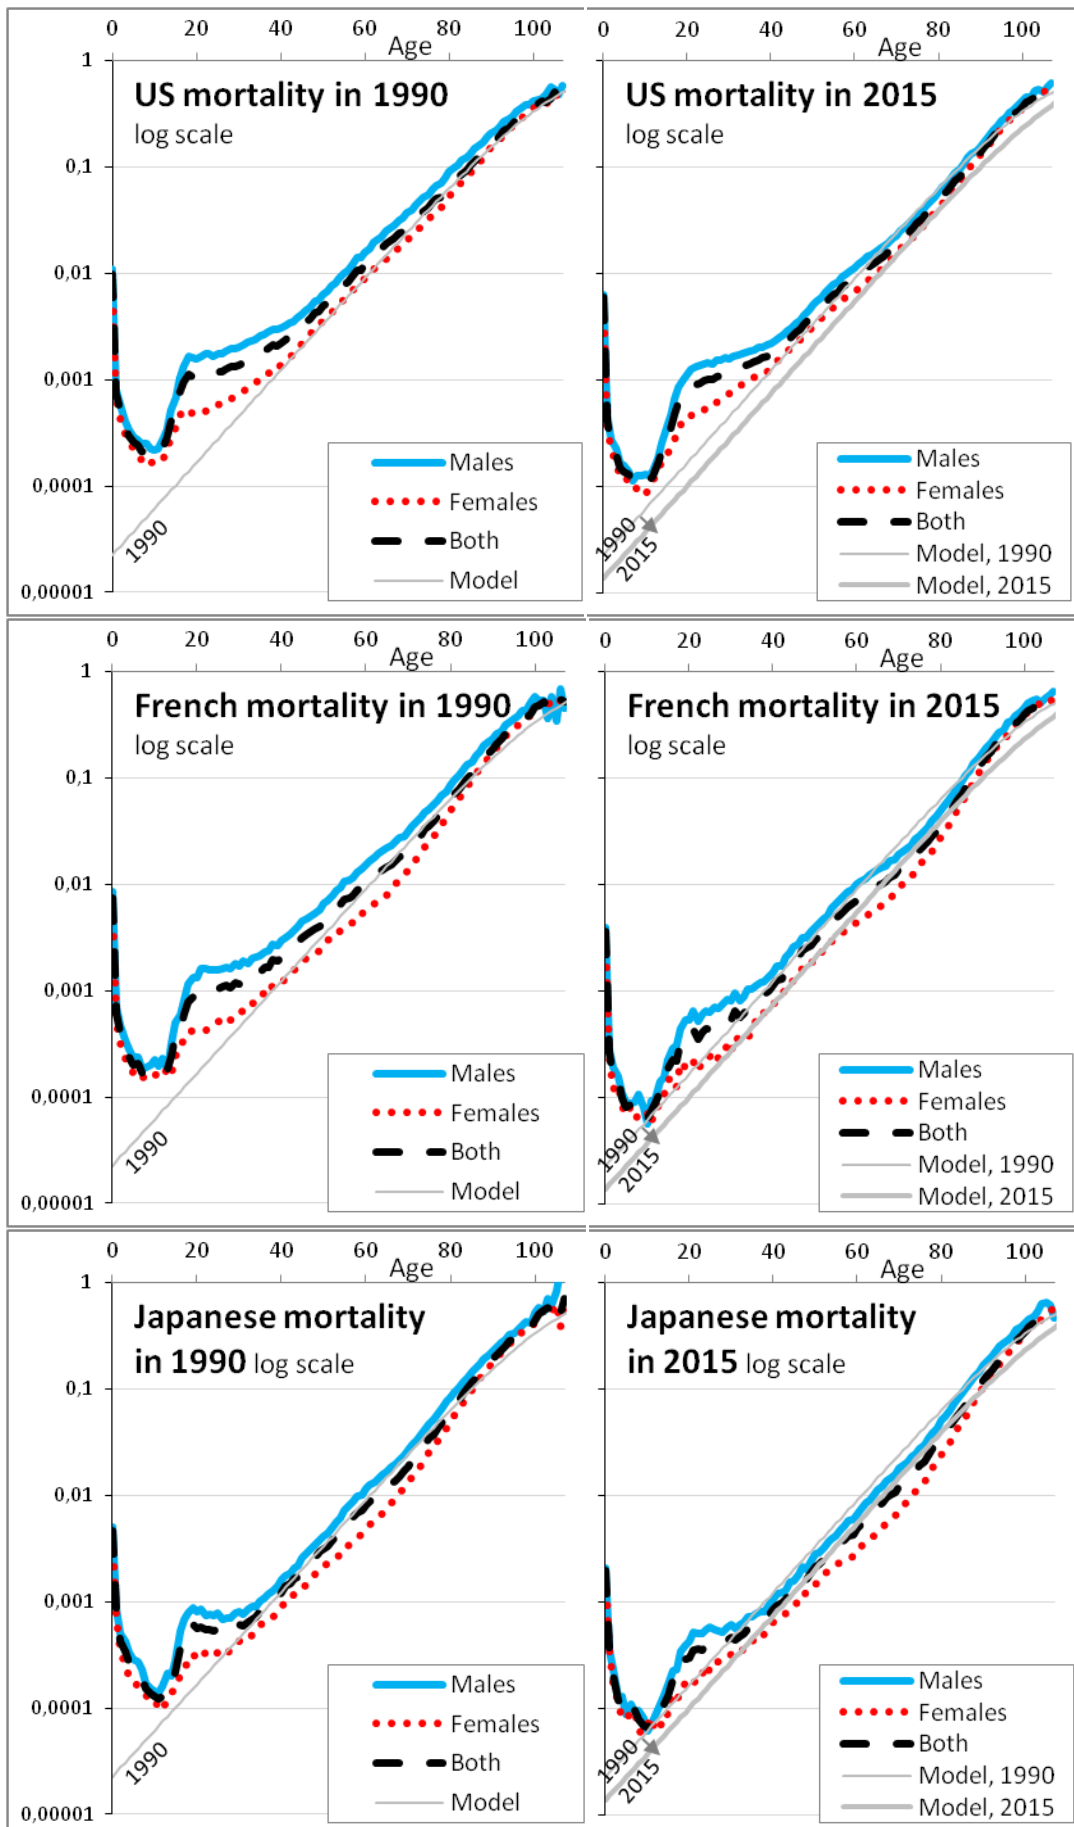 0 20 40 60 80 100
Age
1
0,1
0,01
0,001
0,0001
0,00001
US mortality in 1990
log scale
1990
Males
Females
Both
Model
0 20 40 60 80 100
Age
US mortality in 2015
log scale
1990
2015
Males
Females
Both
Model, 1990
Model, 2015
0 20 40 60 80 100
Age
1
0,1
0,01
0,001
0,0001
0,00001
French mortality in 1990
log scale
1990
Males
Females
Both
Model
0 20 40 60 80 100
Age
French mortality in 2015
log scale
1990
2015
Males
Females
Both
Model, 1990
Model, 2015
0 20 40 60 80 100
Age
1
0,1
0,01
0,001
0,0001
0,00001
Japanese mortality
in 1990 log scale
1990
Males
Females
Both
Model
0 20 40 60 80 100
Age
Japanese mortality
in 2015 log scale
1990
2015
Males
Females
Both
Model, 1990
Model, 2015